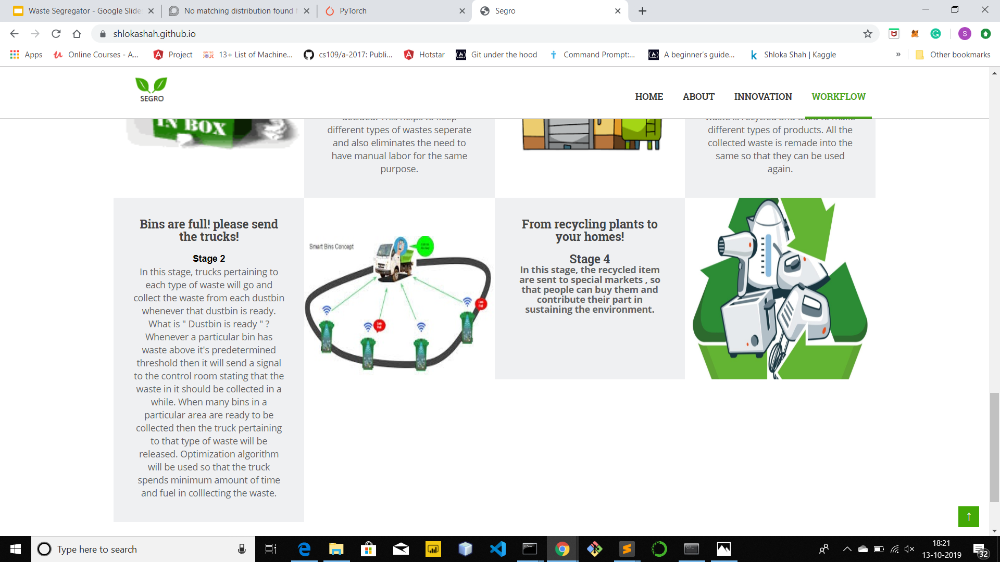 Waste Segregator - Google Slide
No matching distribution found f
PyTorch
Segro
shlokashah.github.io
S
Apps
Online Courses - A...
Project
13+ List of Machine...
cs109/a-2017: Publi...
Hotstar
Git under the hood
Command Prompt:...
A beginner's guide...
Shloka Shah | Kaggle
»
Other bookmarks
SEGRO
HOME
ABOUT
INNOVATION
WORKFLOW
IN BOX
decided. This helps to keep
different types of wastes seperate
and also eliminates the need to
have manual labor for the same
purpose.
waste is recycled and used to make
different types of products. All the
collected waste is remade into the
same so that they can be used
again.
Bins are full! please send
the trucks!
Stage 2
In this stage, trucks pertaining to
each type of waste will go and
collect the waste from each dustbin
whenever that dustbin is ready.
What is " Dustbin is ready " ?
Whenever a particular bin has
waste above it's predetermined
threshold then it will send a signal
to the control room stating that the
waste in it should be collected in a
while. When many bins in a
particular area are ready to be
collected then the truck pertaining
to that type of waste will be
released. Optimization algorithm
will be used so that the truck
spends minimum amount of time
and fuel in colllecting the waste.
Smart Bins Concept
From recycling plants to
your homes!
Stage 4
In this stage, the recycled item
are sent to special markets , so
that people can buy them and
contribute their part in
sustaining the environment.
Type here to search
18:21
13-10-2019
32